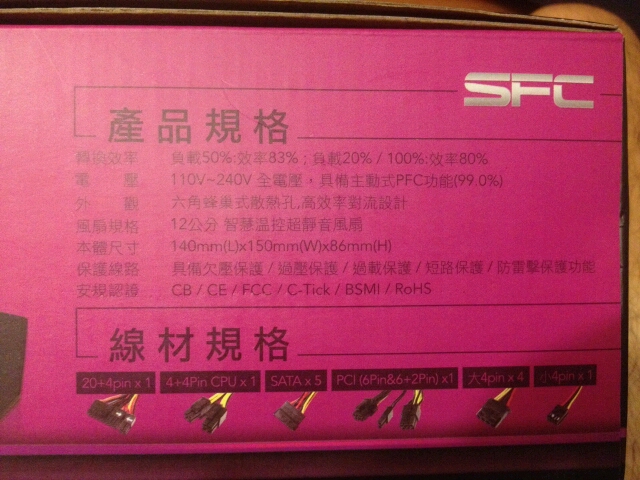 SFC
產品規格
轉換效率 負載50%:效率83% ; 負載20% / 100%:效率80%
電壓 110V~240V 全電壓，具備主動式PFC功能(99.0%)
外觀 六角蜂巢式散熱孔,高效率對流設計
風扇規格 12公分 智慧溫控超靜音風扇
本體尺寸 140mm(L)x150mm(W)x86mm(H)
保護線路 具備欠壓保護 / 過壓保護 / 過載保護 / 短路保護 / 防雷擊保護功能
安規認證 CB / CE / FCC / C-Tick / BSMI / RoHS
線材規格
20+4pin x 1 4+4Pin CPU x 1 SATA x 5 PCI (6Pin&6+2Pin) x1 大4pin x 4 小4pin x 1